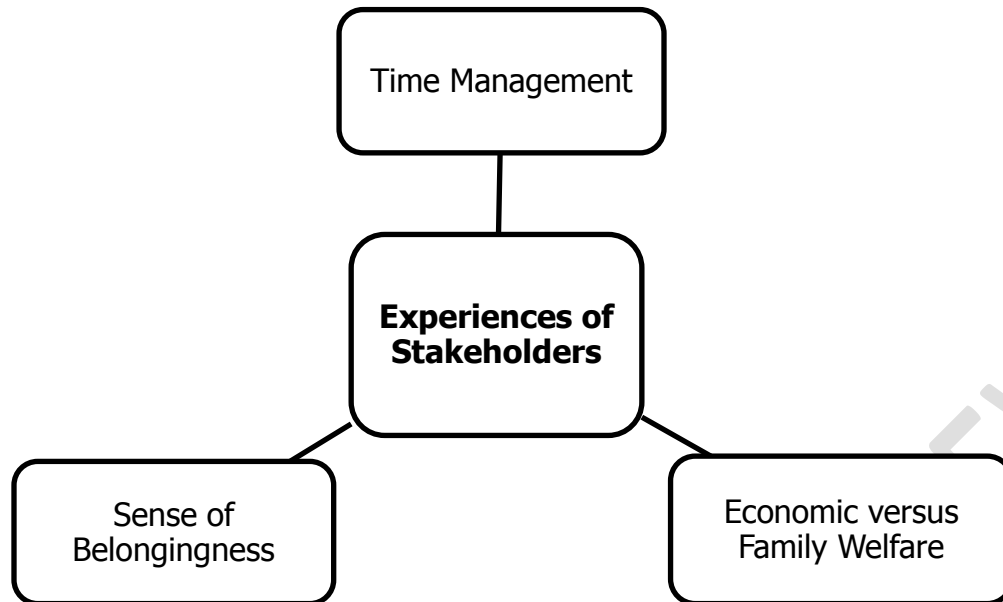 Time Management
Experiences of
Stakeholders
Sense of
Belongingness
Economic versus
Family Welfare